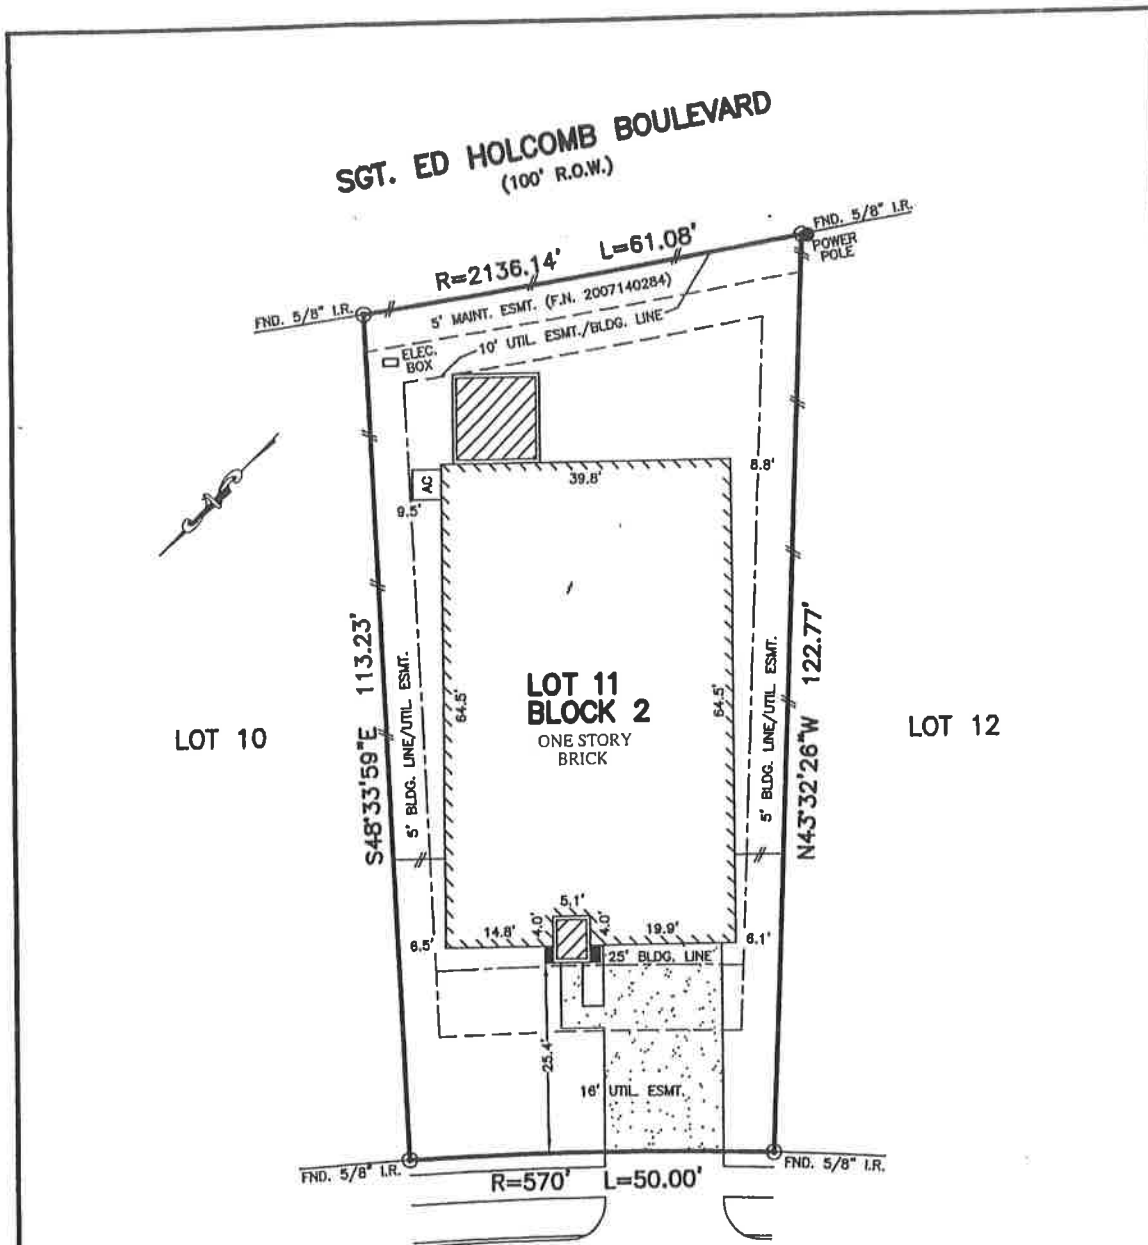 SGT. ED HOLCOMB BOULEVARD
(100' R.O.W.)
FND. 5/8" I.R.
POWER
POLE
R=2136.14' L=61.08'
FND. 5/8" I.R.
5' MAINT. ESMT. (F.N. 2007140284)
10' UTIL ESMT./BLDG. LINE
ELEC.
BOX
AC
39.8'
8.8'
9.5'
S48°33'59"E 113.23'
5' BLDG. LINE/UTIL ESMT.
64.5'
LOT 11
BLOCK 2
ONE STORY
BRICK
64.5'
5' BLDG. LINE/UTIL ESMT.
N43°32'26"W 122.77'
LOT 10
LOT 12
5.1'
4.0'
4.0'
14.8'
19.9'
6.5'
6.1'
25' BLDG. LINE
25.4'
16' UTIL ESMT.
FND. 5/8" I.R.
FND. 5/8" I.R.
R=570' L=50.00'